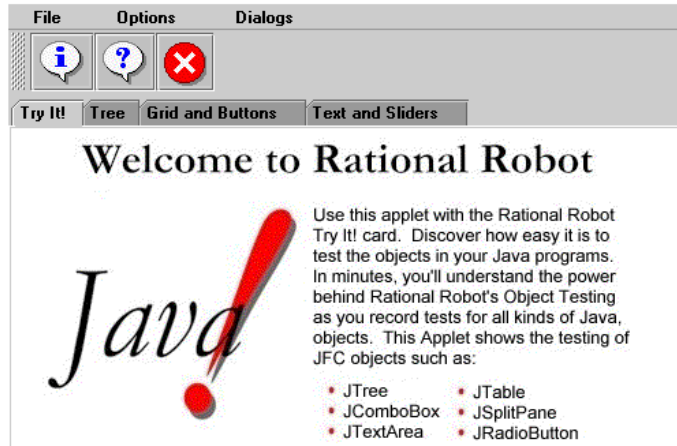 File Options Dialogs
i ?
Try It! Tree Grid and Buttons Text and Sliders
Welcome to Rational Robot
Java!
Use this applet with the Rational Robot
Try It! card. Discover how easy it is to
test the objects in your Java programs.
In minutes, you'll understand the power
behind Rational Robot's Object Testing
as you record tests for all kinds of Java,
objects. This Applet shows the testing of
JFC objects such as:
• JTree • JTable
• JComboBox • JSplitPane
• JTextArea • JRadioButton